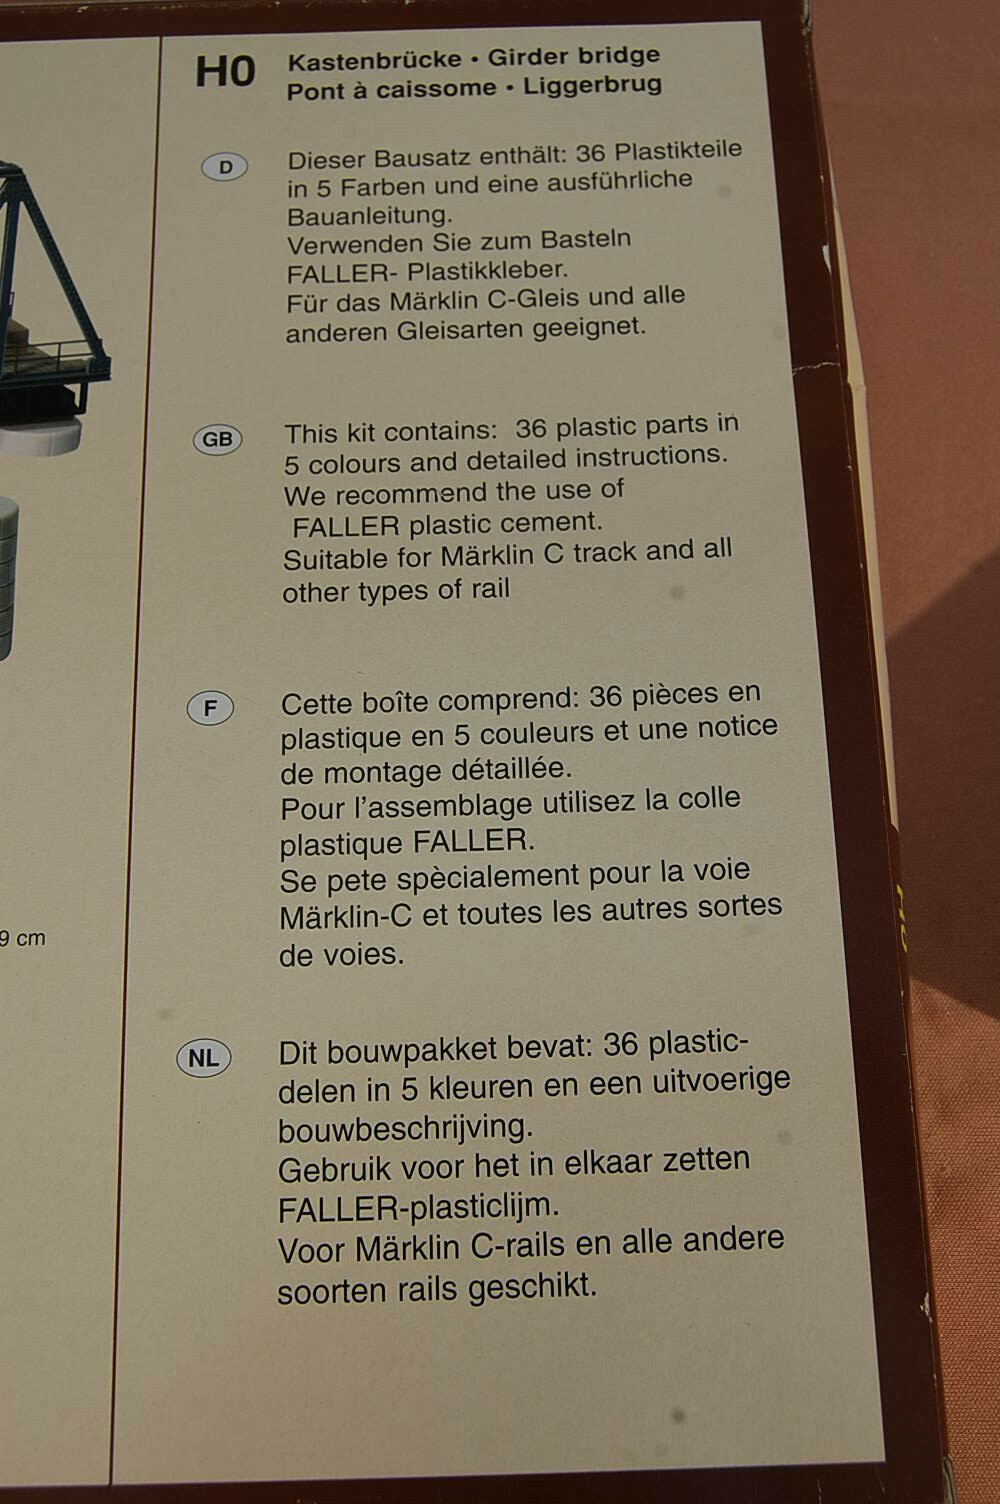 H0 Kastenbrücke • Girder bridge
Pont à caissome • Liggerbrug
D Dieser Bausatz enthält: 36 Plastikteile
in 5 Farben und eine ausführliche
Bauanleitung.
Verwenden Sie zum Basteln
FALLER- Plastikkleber.
Für das Märklin C-Gleis und alle
anderen Gleisarten geeignet.
GB This kit contains: 36 plastic parts in
5 colours and detailed instructions.
We recommend the use of
FALLER plastic cement.
Suitable for Märklin C track and all
other types of rail
F Cette boîte comprend: 36 pièces en
plastique en 5 couleurs et une notice
de montage détaillée.
Pour l'assemblage utilisez la colle
plastique FALLER.
Se pete spècialement pour la voie
Märklin-C et toutes les autres sortes
de voies.
9 cm
NL Dit bouwpakket bevat: 36 plastic-
delen in 5 kleuren en een uitvoerige
bouwbeschrijving.
Gebruik voor het in elkaar zetten
FALLER-plasticlijm.
Voor Märklin C-rails en alle andere
soorten rails geschikt.